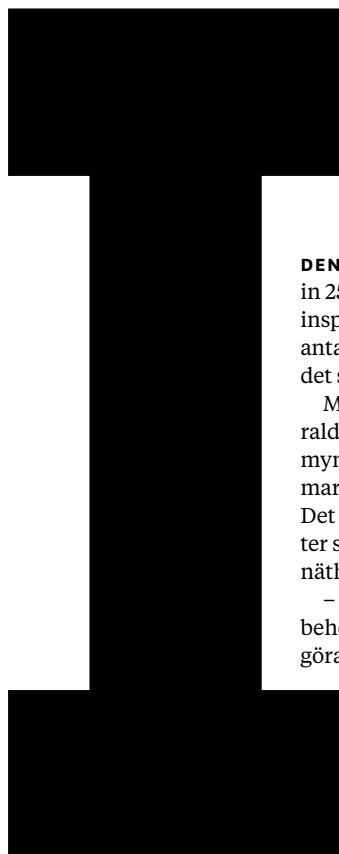 I
DEN
in 25
insp
anta
det s
M
rald
myn
mar
Det
ter s
näth
–
beho
göra